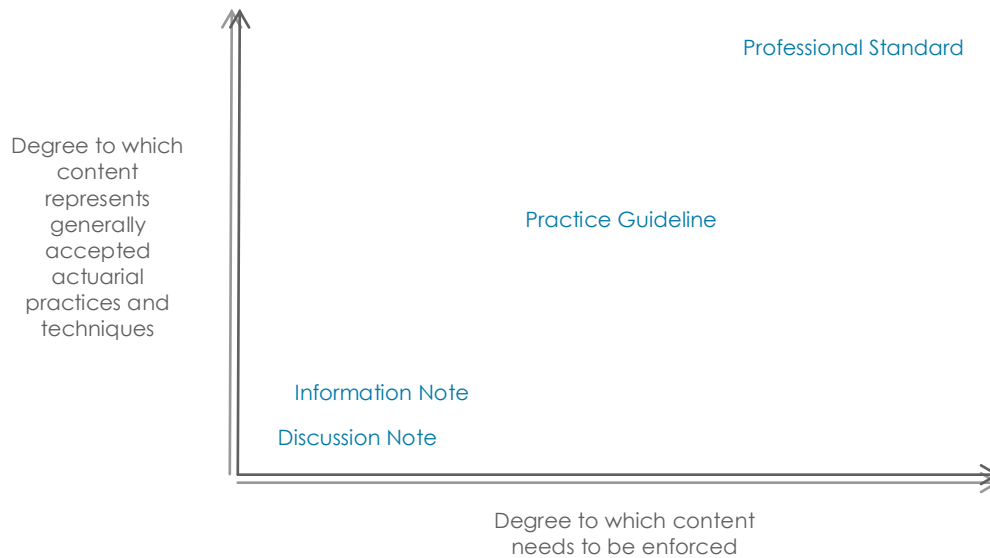 Professional Standard
Degree to which
content
represents
generally
accepted
actuarial
practices and
techniques
Practice Guideline
Information Note
Discussion Note
Degree to which content
needs to be enforced